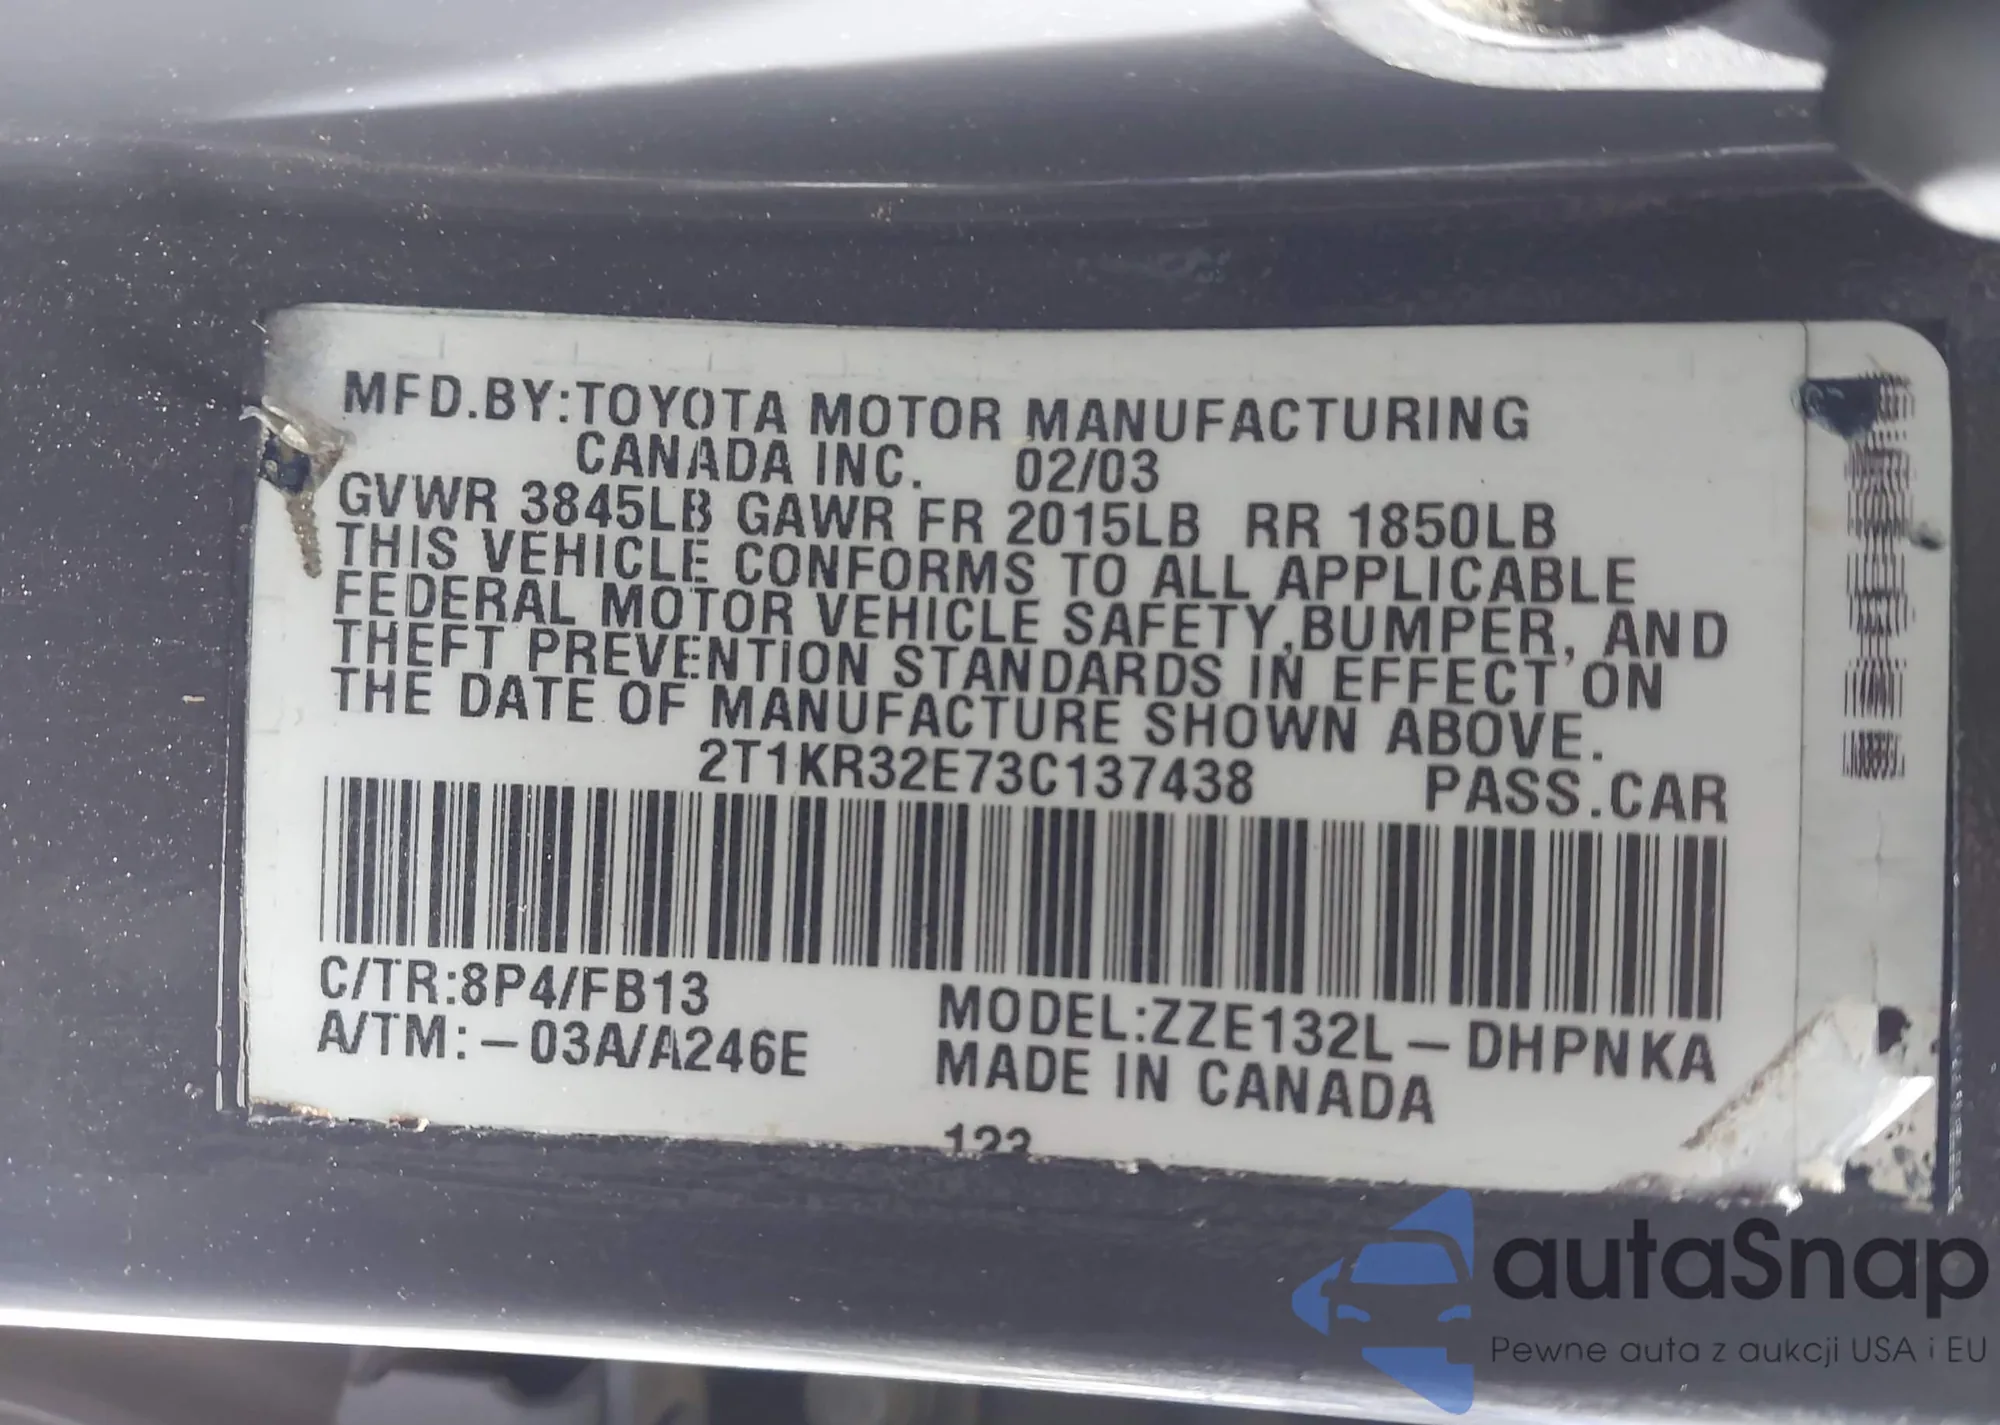 MFD.BY:TOYOTA MOTOR MANUFACTURING
CANADA INC. 02/03
GVWR 3845LB GAWR FR 2015LB RR 1850LB
THIS VEHICLE CONFORMS TO ALL APPLICABLE
FEDERAL MOTOR VEHICLE SAFETY,BUMPER, AND
THEFT PREVENTION STANDARDS IN EFFECT ON
THE DATE OF MANUFACTURE SHOWN ABOVE.
2T1KR32E73C137438 PASS.CAR
C/TR:8P4/FB13
A/TM:-03A/A246E
MODEL:ZZE132L-DHPNKA
MADE IN CANADA
autaSnap
Pewne auta z aukcji USA i EU